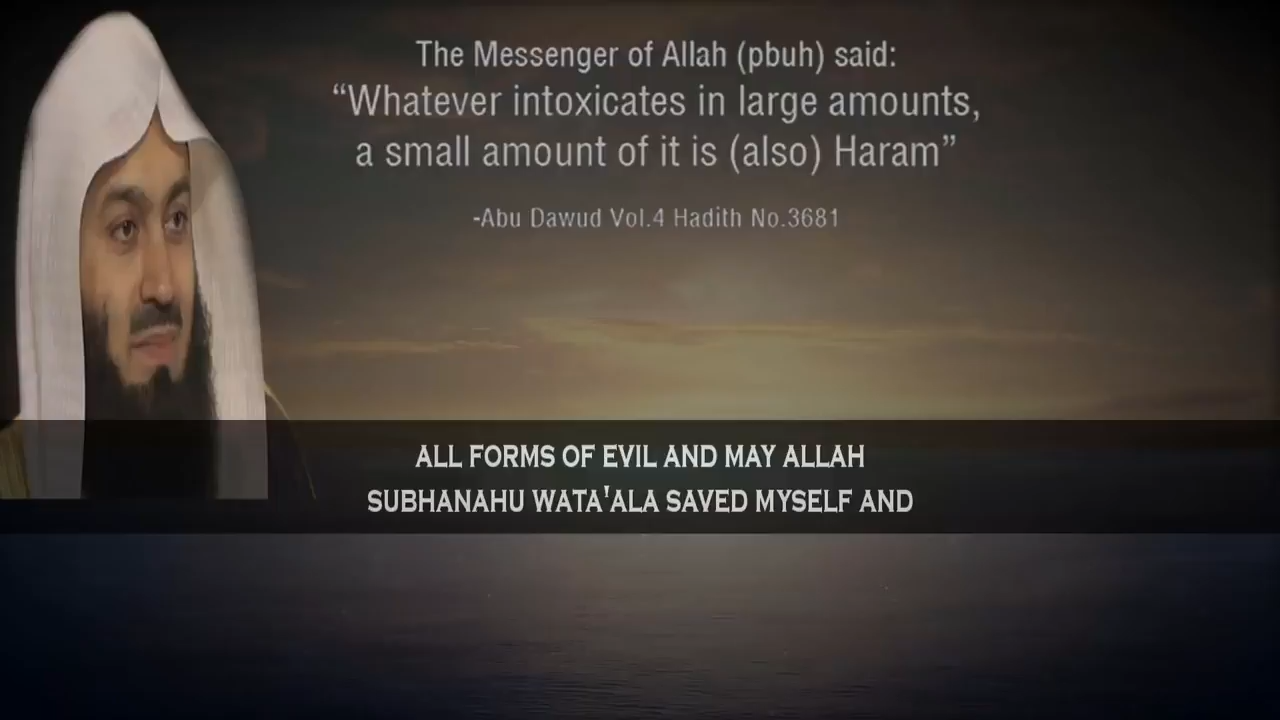 The Messenger of Allah (pbuh) said:
“Whatever intoxicates in large amounts,
a small amount of it is (also) Haram”
-Abu Dawud Vol.4 Hadith No.3681
ALL FORMS OF EVIL AND MAY ALLAH
SUBHANAHU WATA'ALA SAVED MYSELF AND